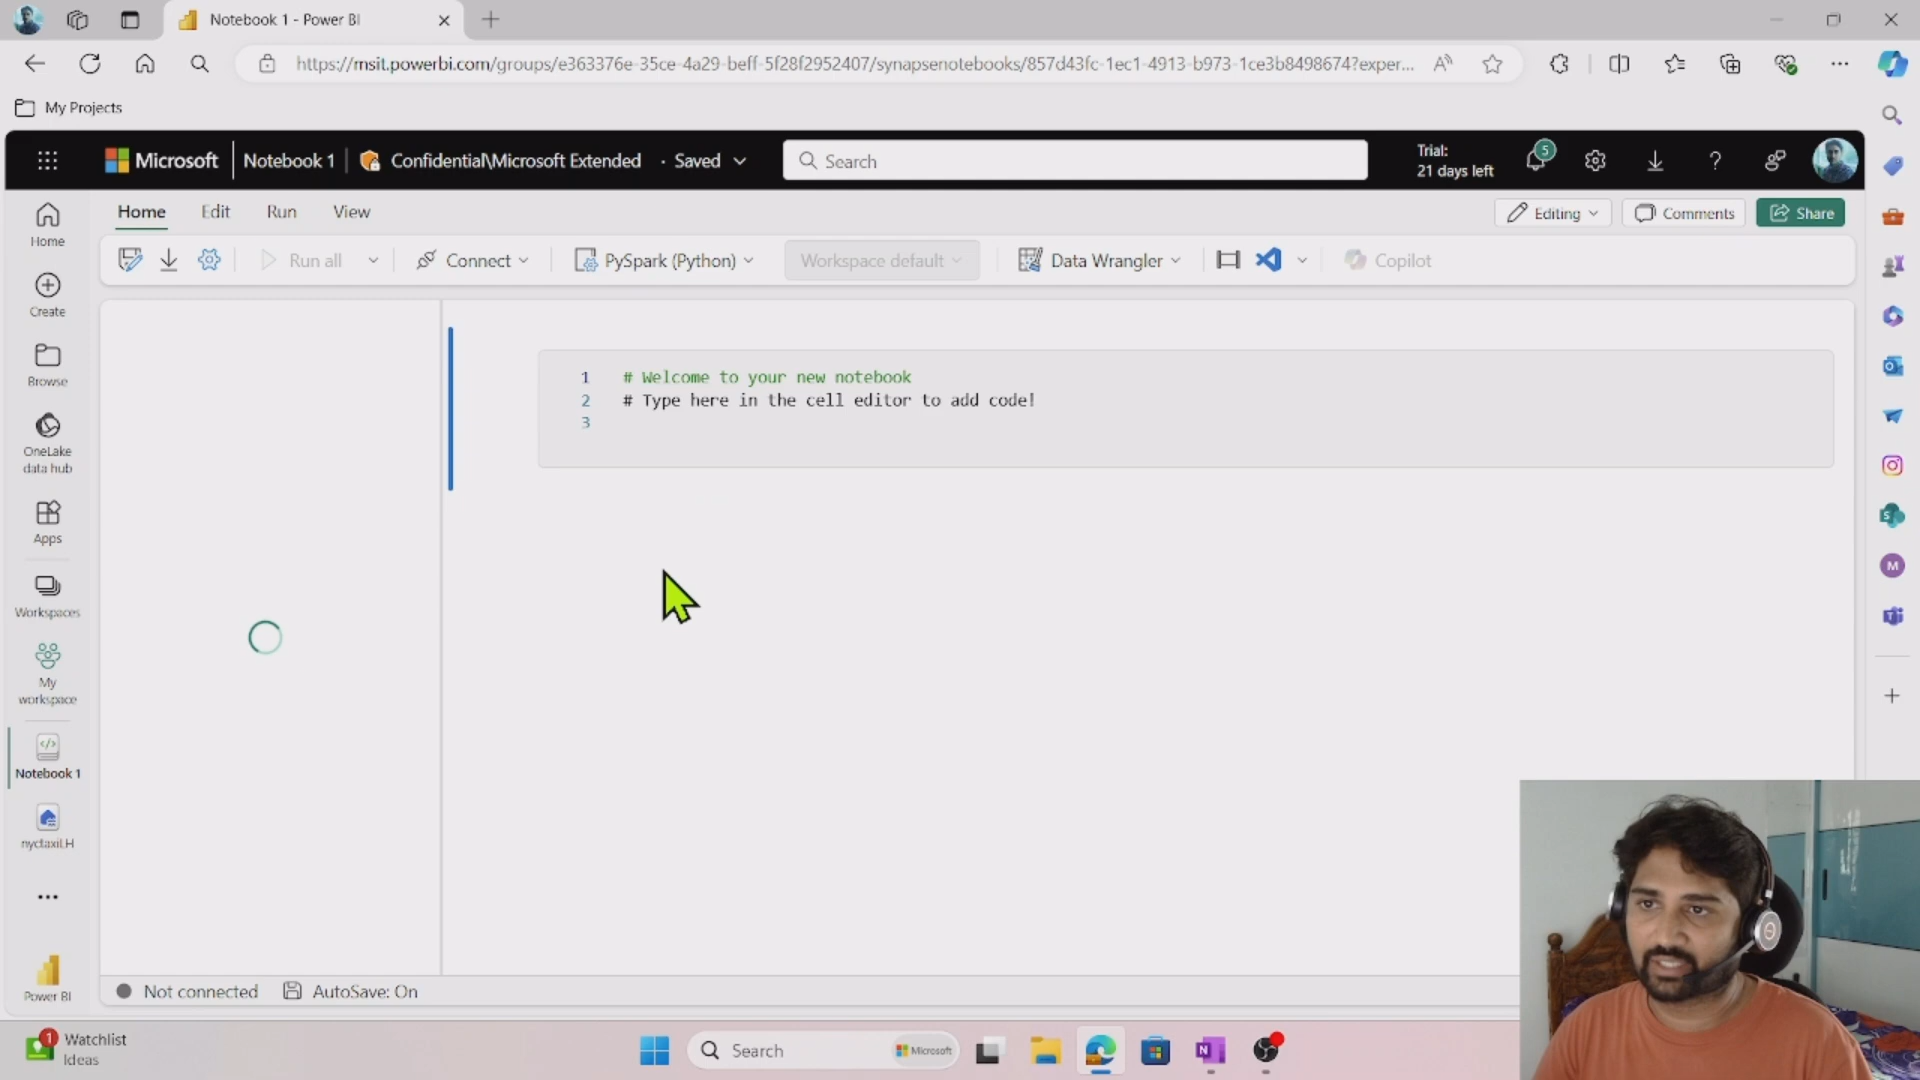 Notebook 1 - Power BI
https://msit.powerbi.com/groups/e363376e-35ce-4a29-beff-5f28f2952407/synapsenotebooks/857d43fc-1ec1-4913-b973-1ce3b8498674?exper...
My Projects
Microsoft
Notebook 1
Confidential\Microsoft Extended
· Saved
Search
Trial:
21 days left
5
?
Home
Edit
Run
View
Editing
Comments
Share
Run all
Connect
PySpark (Python)
Workspace default
Data Wrangler
Copilot
Home
Create
Browse
OneLake
data hub
Apps
Workspaces
My
workspace
Notebook 1
nyctaxiLH
Power BI
1 # Welcome to your new notebook
2 # Type here in the cell editor to add code!
3
M
Not connected
AutoSave: On
1
Watchlist
Ideas
Search
Microsoft